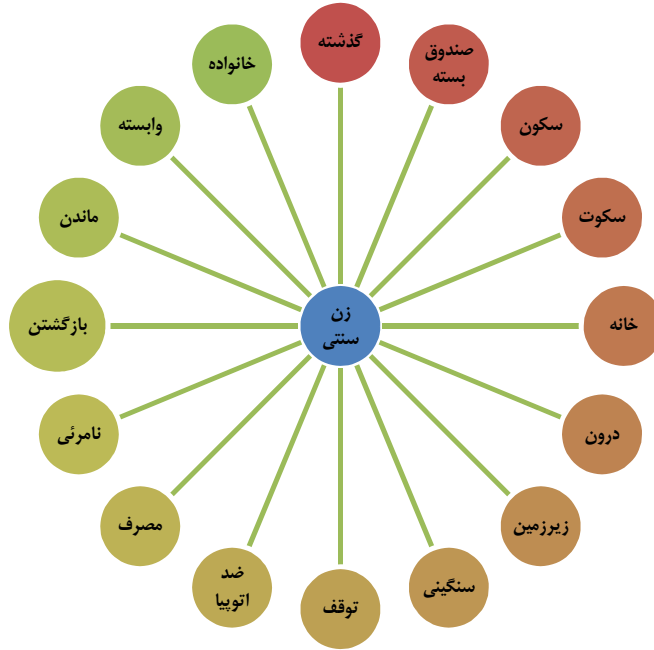 گذشته
صندوق
بسته
سکون
سکوت
خانه
درون
زیرزمین
سنگینی
توقف
ضد
اتوپیا
مصرف
نامرئی
بازگشتن
ماندن
وابسته
خانواده
زن
سنتی